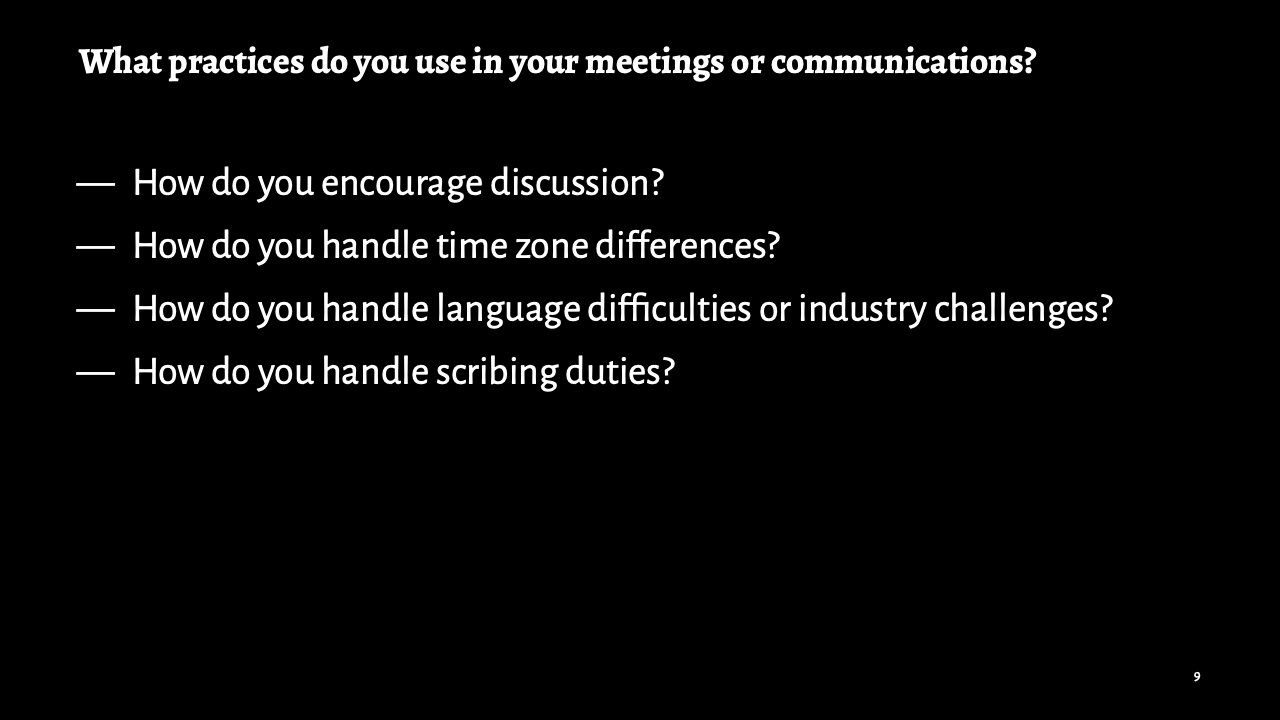 What practices do you use in your meetings or communications?
— How do you encourage discussion?
— How do you handle time zone differences?
— How do you handle language difficulties or industry challenges?
— How do you handle scribing duties?
9